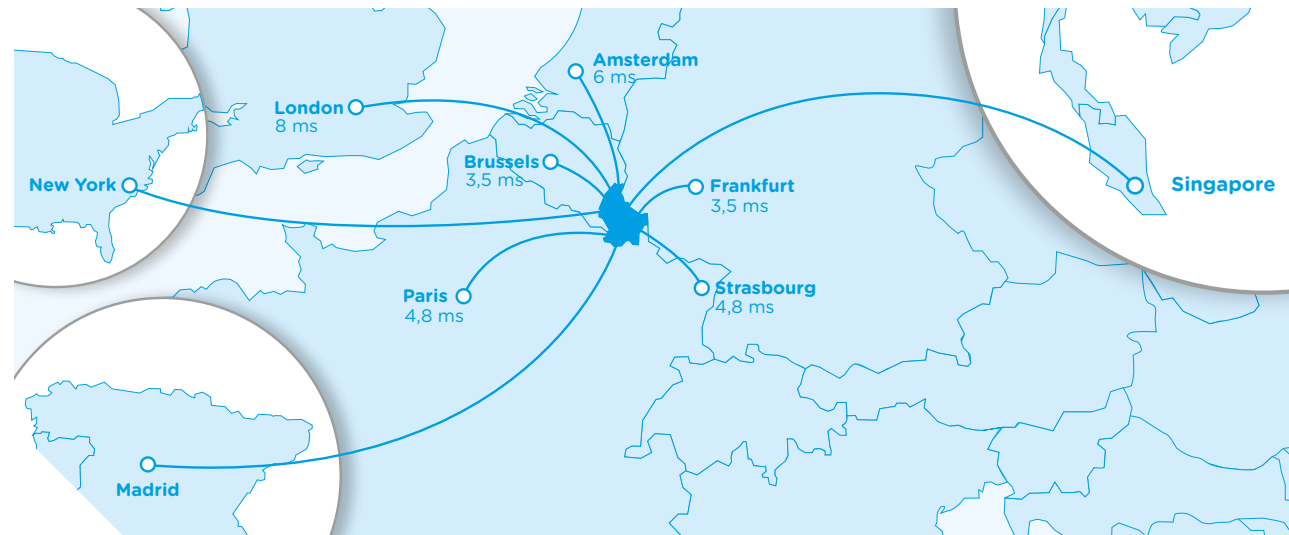 Amsterdam
6 ms
London
8 ms
Brussels
3,5 ms
New York
Frankfurt
3,5 ms
Singapore
Paris
4,8 ms
Strasbourg
4,8 ms
Madrid